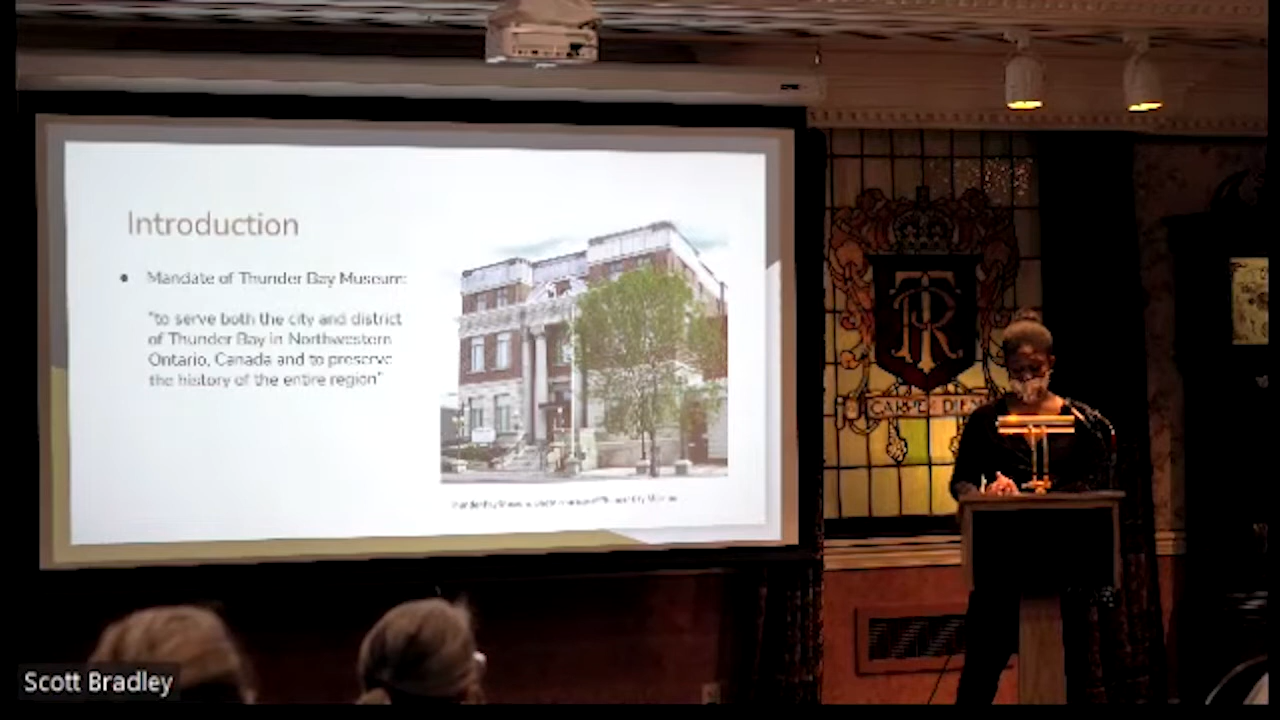 Introduction
Mandate of Thunder Bay Museum:
"to serve both the city and district
of Thunder Bay in Northwestern
Ontario, Canada and to preserve
the history of the entire region"
TR
CARPE DIEM
Scott Bradley